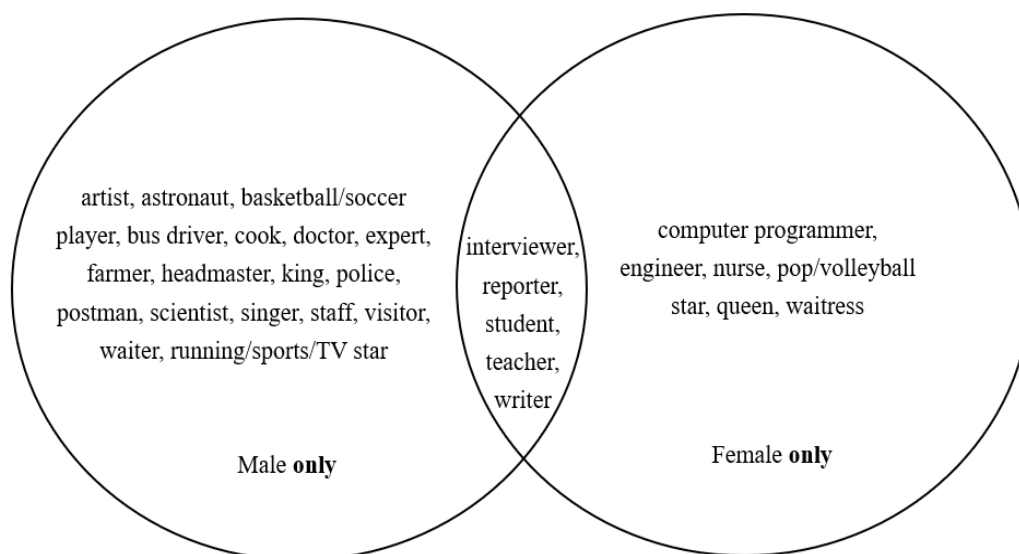 artist, astronaut, basketball/soccer
player, bus driver, cook, doctor, expert,
farmer, headmaster, king, police,
postman, scientist, singer, staff, visitor,
waiter, running/sports/TV star
Male only
interviewer,
reporter,
student,
teacher,
writer
computer programmer,
engineer, nurse, pop/volleyball
star, queen, waitress
Female only